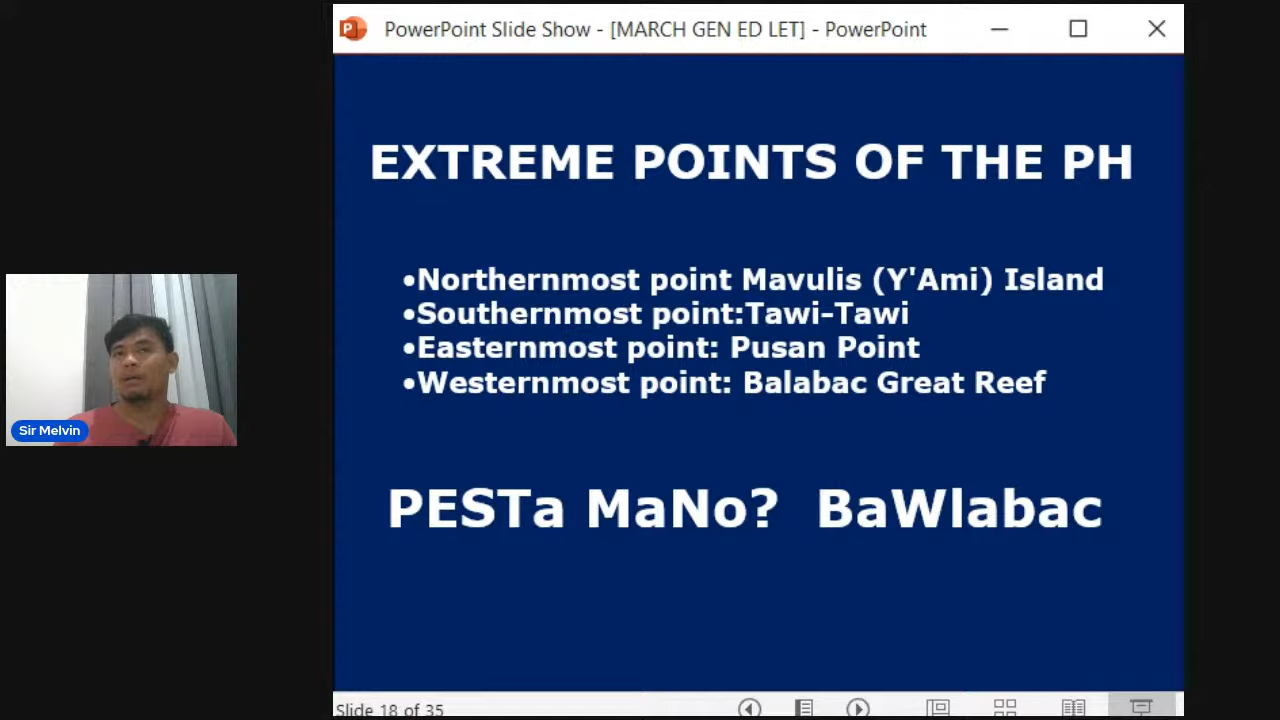 PowerPoint Slide Show - [MARCH GEN ED LET] - PowerPoint
EXTREME POINTS OF THE PH
•Northernmost point Mavulis (Y'Ami) Island
•Southernmost point:Tawi-Tawi
•Easternmost point: Pusan Point
•Westernmost point: Balabac Great Reef
PESTa MaNo?  BaWlabac
Sir Melvin
Slide 18 of 35